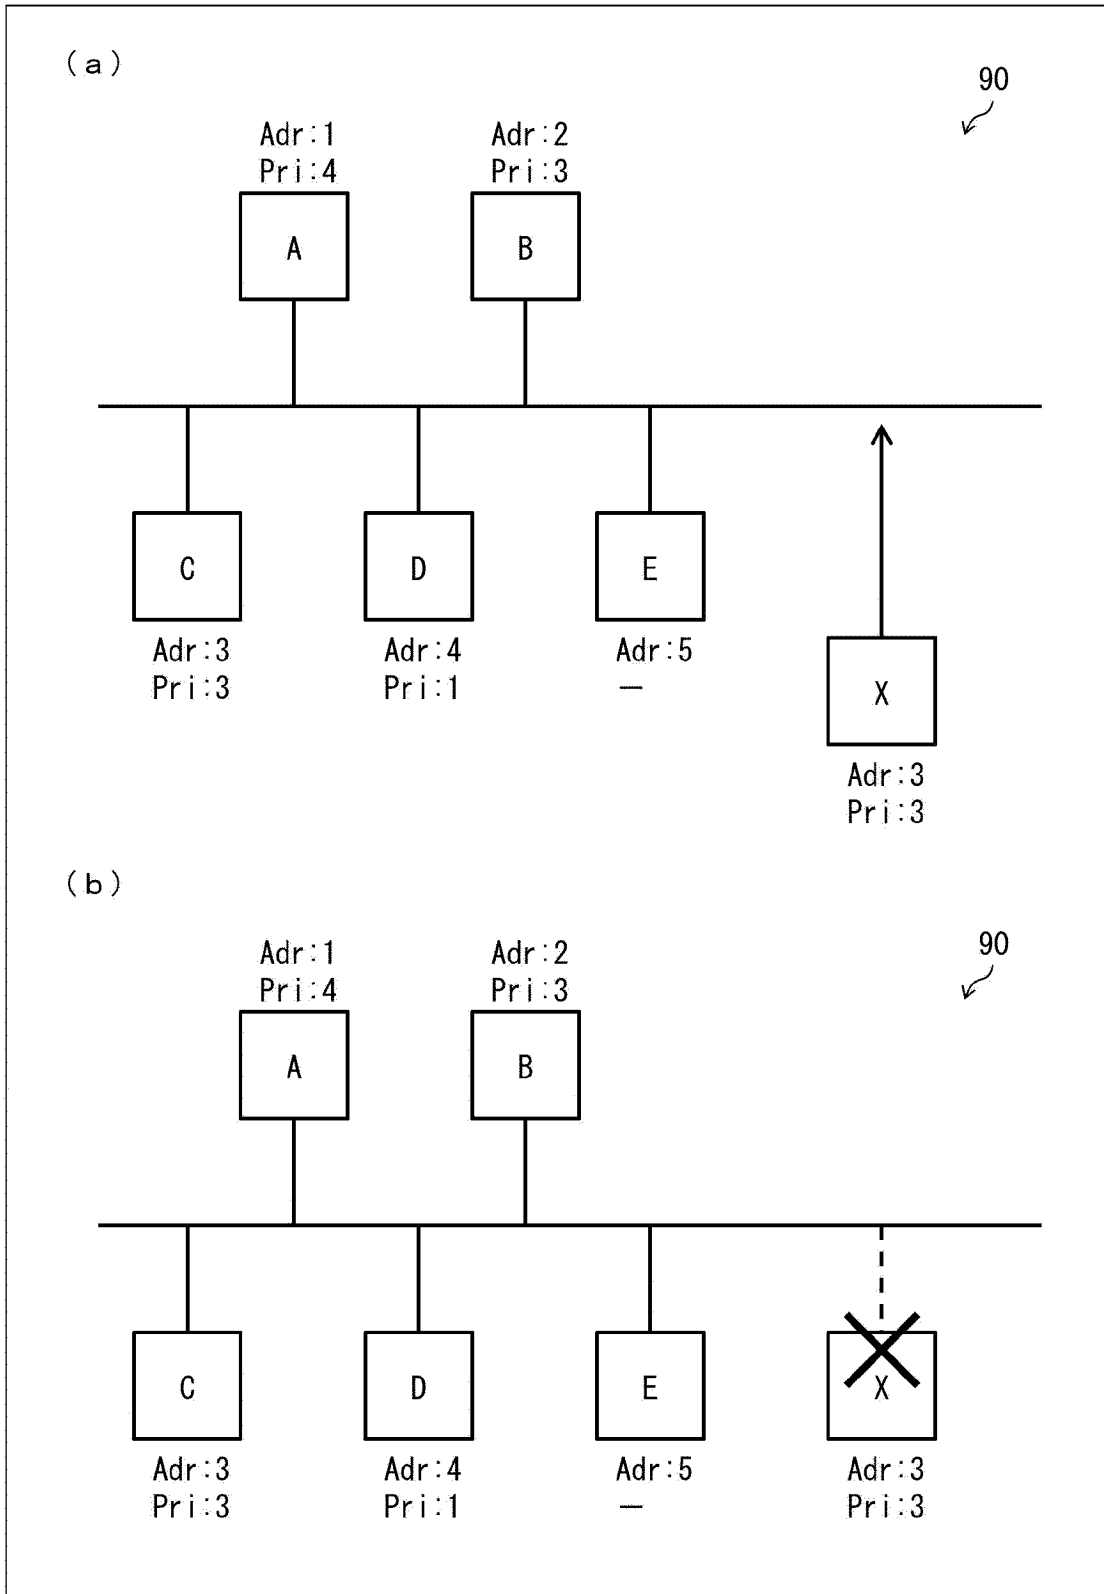 (a)
90
Adr:1
Pri:4
Adr:2
Pri:3
A
B
C
D
E
Adr:3
Pri:3
Adr:4
Pri:1
Adr:5
—
X
Adr:3
Pri:3
(b)
90
Adr:1
Pri:4
Adr:2
Pri:3
A
B
C
D
E
X
Adr:3
Pri:3
Adr:4
Pri:1
Adr:5
—
Adr:3
Pri:3